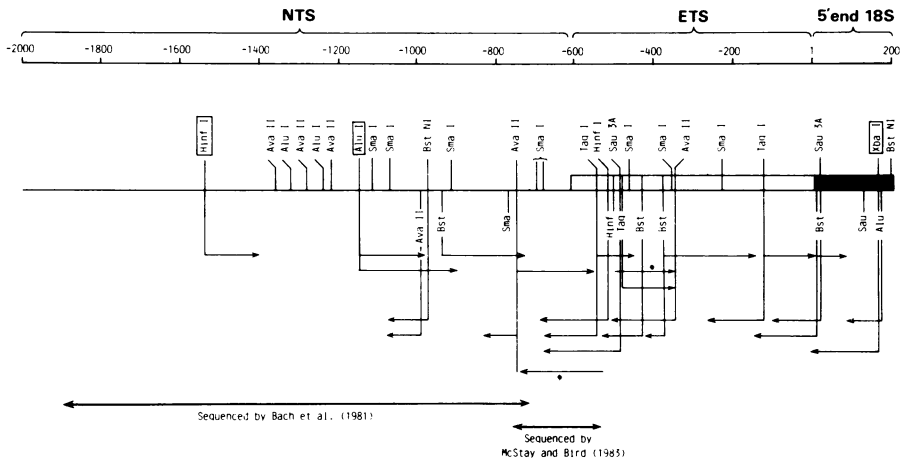 NTS ETS 5'end 18S
-2000 -1800 -1600 -1400 -1200 -1000 -800 -600 -400 -200 1 200
Hinf I
Ava II
Alu I
Ava II
Alu I
Ava II
Alu I
Sma I
Sma I
Bst NI
Sma I
Ava II
Sma I
Taq I
Hinf I
Sau 3A
Sma I
Sma I
Ava II
Sma I
Taq I
Sau 3A
Xba I
Bst NI
Ava II
Bst
Sma
Hinf
Taq
Bst
Bst
Bst
Sau
Alu
Sequenced by Bach et al. (1981)
Sequenced by
McStay and Bird (1983)